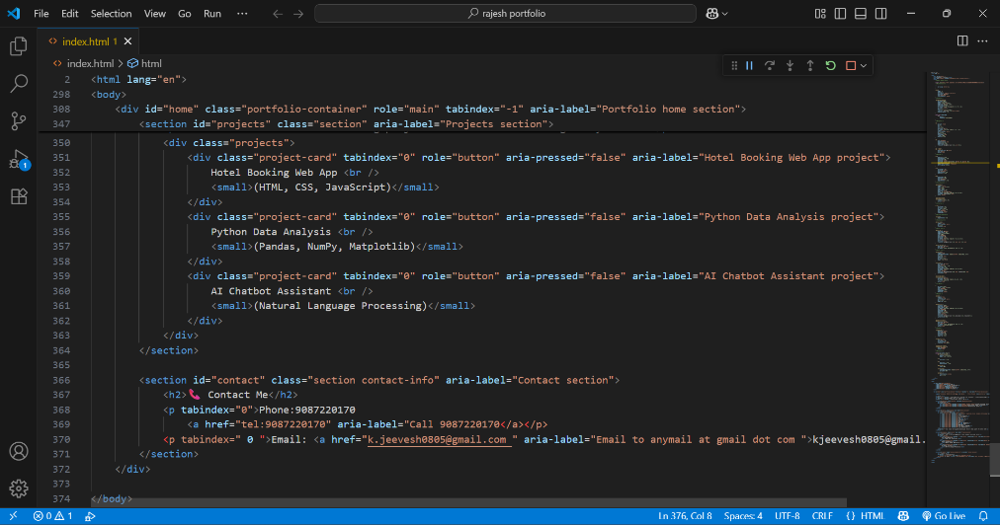 File Edit Selection View Go Run ··· rajesh portfolio
index.html 1
index.html > html
2 <html lang="en">
298 <body>
308 <div id="home" class="portfolio-container" role="main" tabindex="-1" aria-label="Portfolio home section">
347 <section id="projects" class="section" aria-label="Projects section">
350 <div class="projects">
351 <div class="project-card" tabindex="0" role="button" aria-pressed="false" aria-label="Hotel Booking Web App project">
352 Hotel Booking Web App <br />
353 <small>(HTML, CSS, JavaScript)</small>
354 </div>
355 <div class="project-card" tabindex="0" role="button" aria-pressed="false" aria-label="Python Data Analysis project">
356 Python Data Analysis <br />
357 <small>(Pandas, NumPy, Matplotlib)</small>
358 </div>
359 <div class="project-card" tabindex="0" role="button" aria-pressed="false" aria-label="AI Chatbot Assistant project">
360 AI Chatbot Assistant <br />
361 <small>(Natural Language Processing)</small>
362 </div>
363 </div>
364 </section>
365
366 <section id="contact" class="section contact-info" aria-label="Contact section">
367 <h2>📞 Contact Me</h2>
368 <p tabindex="0">Phone:9087220170
369 <a href="tel:9087220170" aria-label="Call 9087220170</a></p>
370 <p tabindex=" 0 ">Email: <a href="k.jeevesh0805@gmail.com " aria-label="Email to anymail at gmail dot com ">kjeevesh0805@gmail.
371 </section>
372 </div>
373
374 </body>
1
0 1 Ln 376, Col 8 Spaces: 4 UTF-8 CRLF {} HTML Go Live